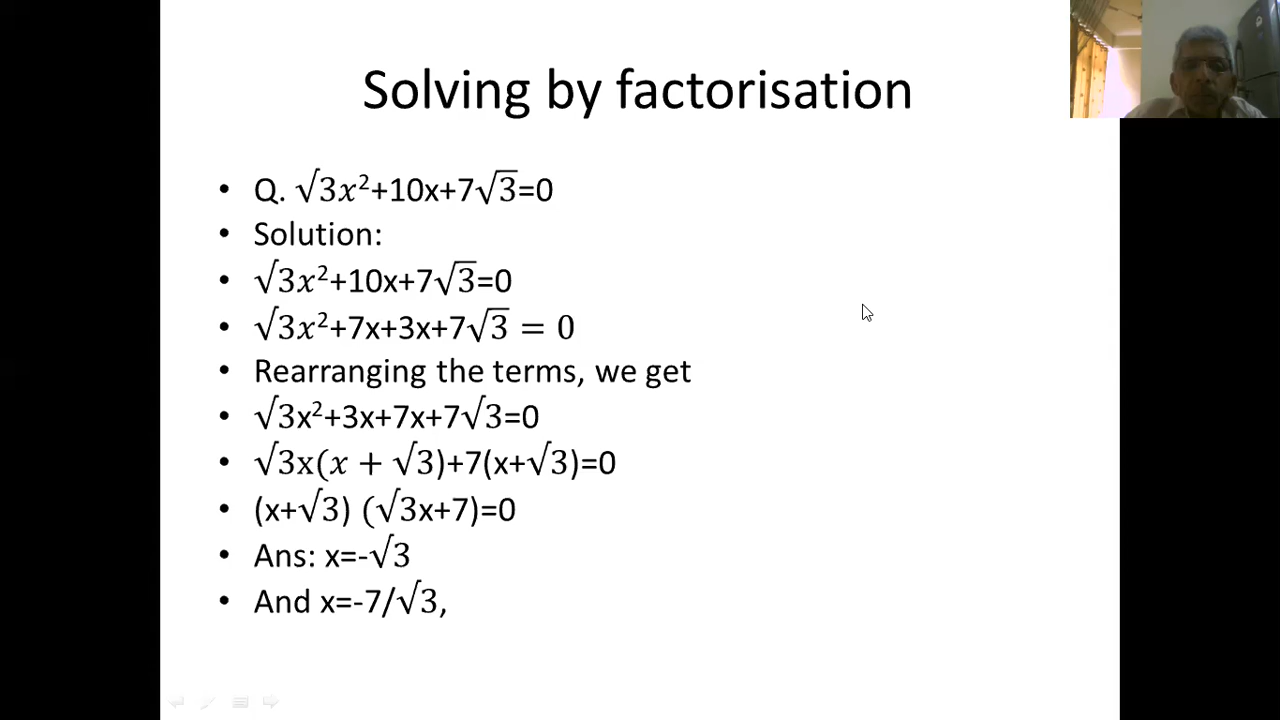 Solving by factorisation
• Q. √3x²+10x+7√3=0
• Solution:
• √3x²+10x+7√3=0
• √3x²+7x+3x+7√3 = 0
• Rearranging the terms, we get
• √3x²+3x+7x+7√3=0
• √3x(x + √3)+7(x+√3)=0
• (x+√3) (√3x+7)=0
• Ans: x=-√3
• And x=-7/√3,